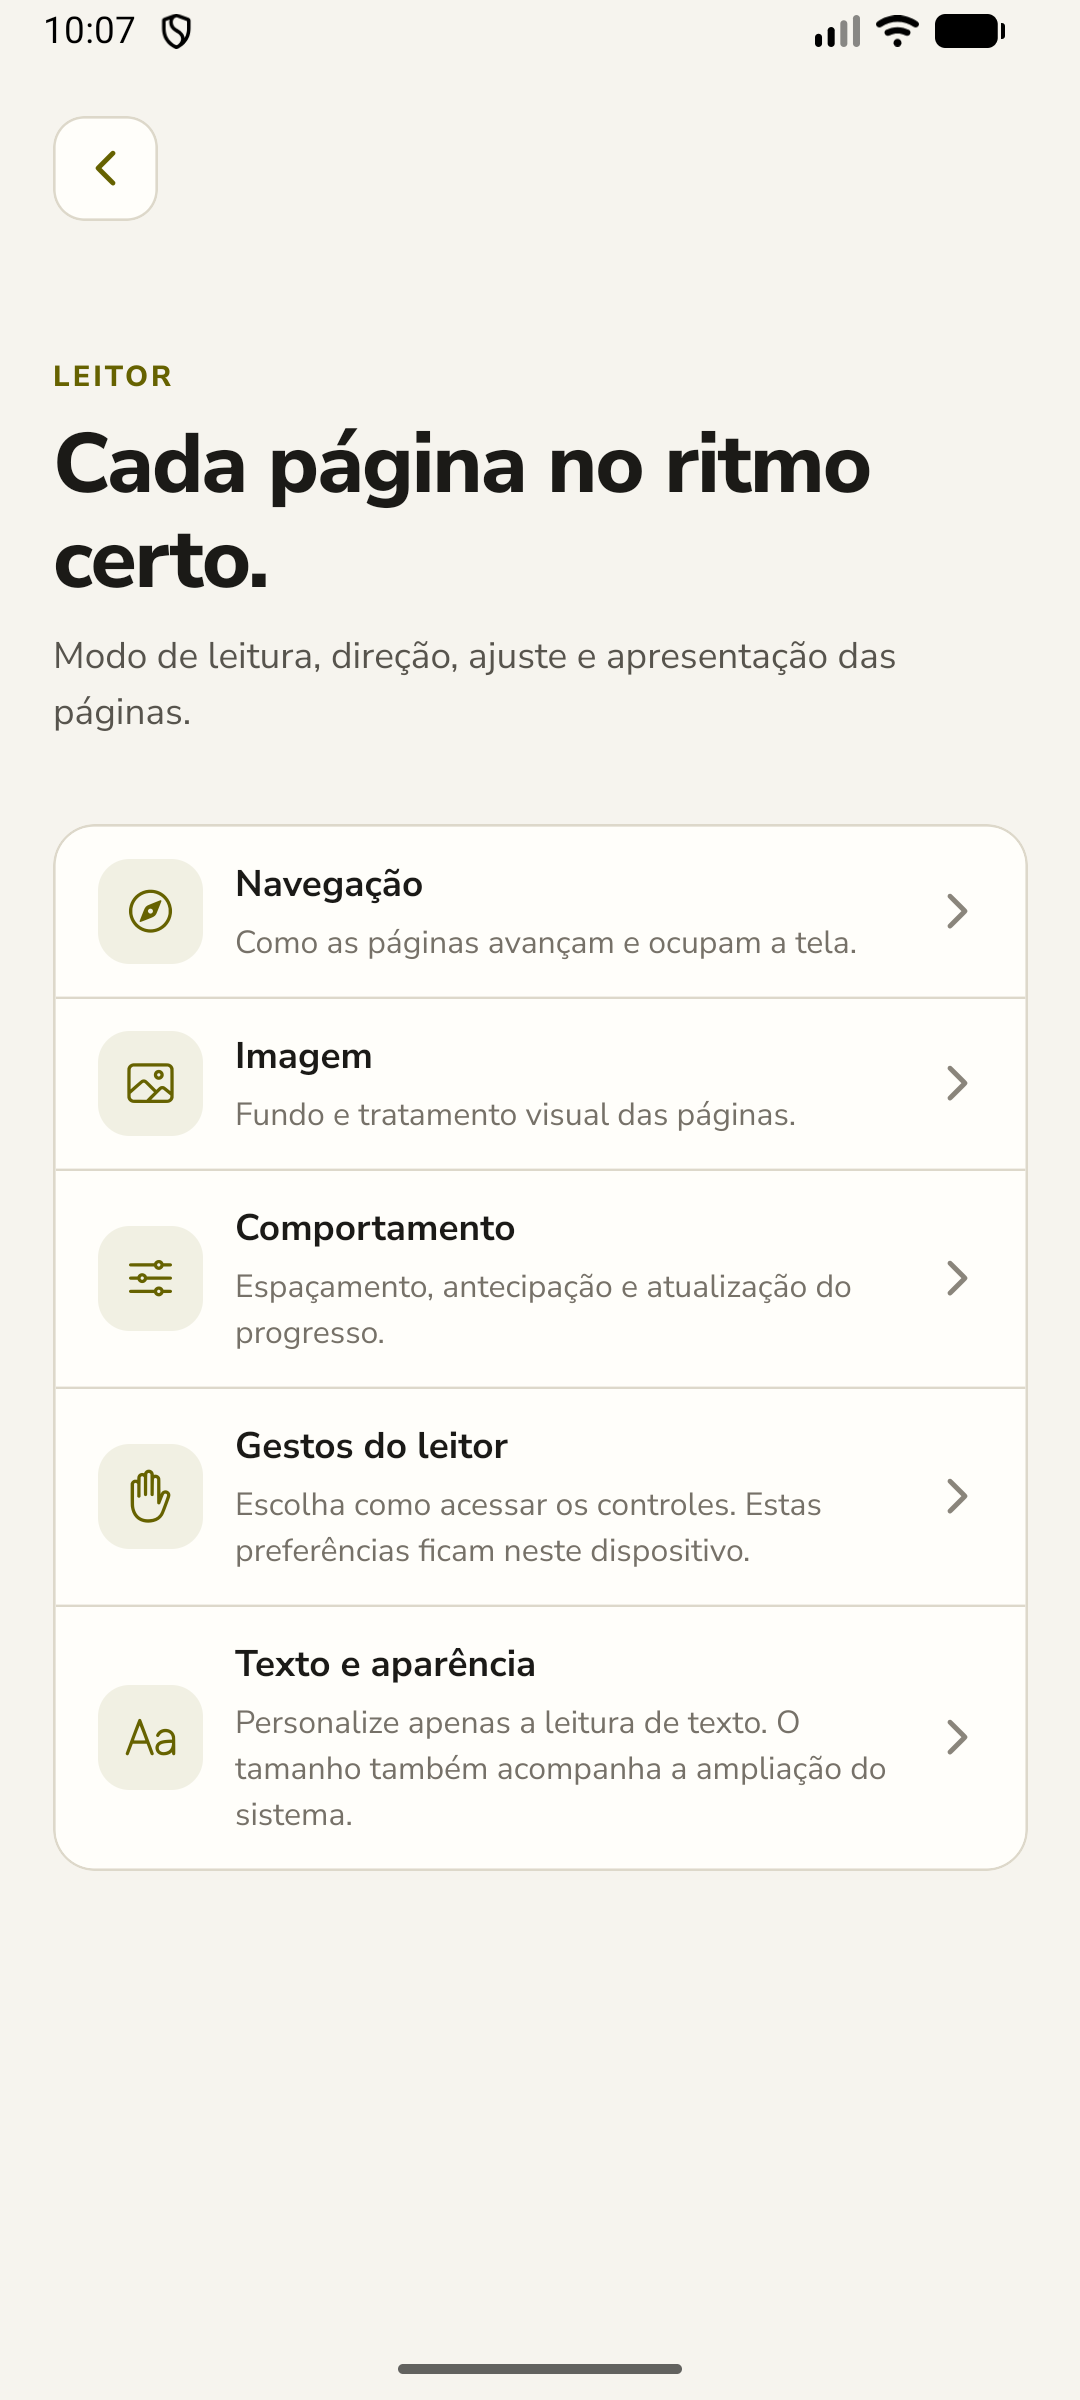 10:07
LEITOR
Cada página no ritmo
certo.
Modo de leitura, direção, ajuste e apresentação das
páginas.
Navegação
Como as páginas avançam e ocupam a tela.
Imagem
Fundo e tratamento visual das páginas.
Comportamento
Espaçamento, antecipação e atualização do
progresso.
Gestos do leitor
Escolha como acessar os controles. Estas
preferências ficam neste dispositivo.
Aa
Texto e aparência
Personalize apenas a leitura de texto. O
tamanho também acompanha a ampliação do
sistema.